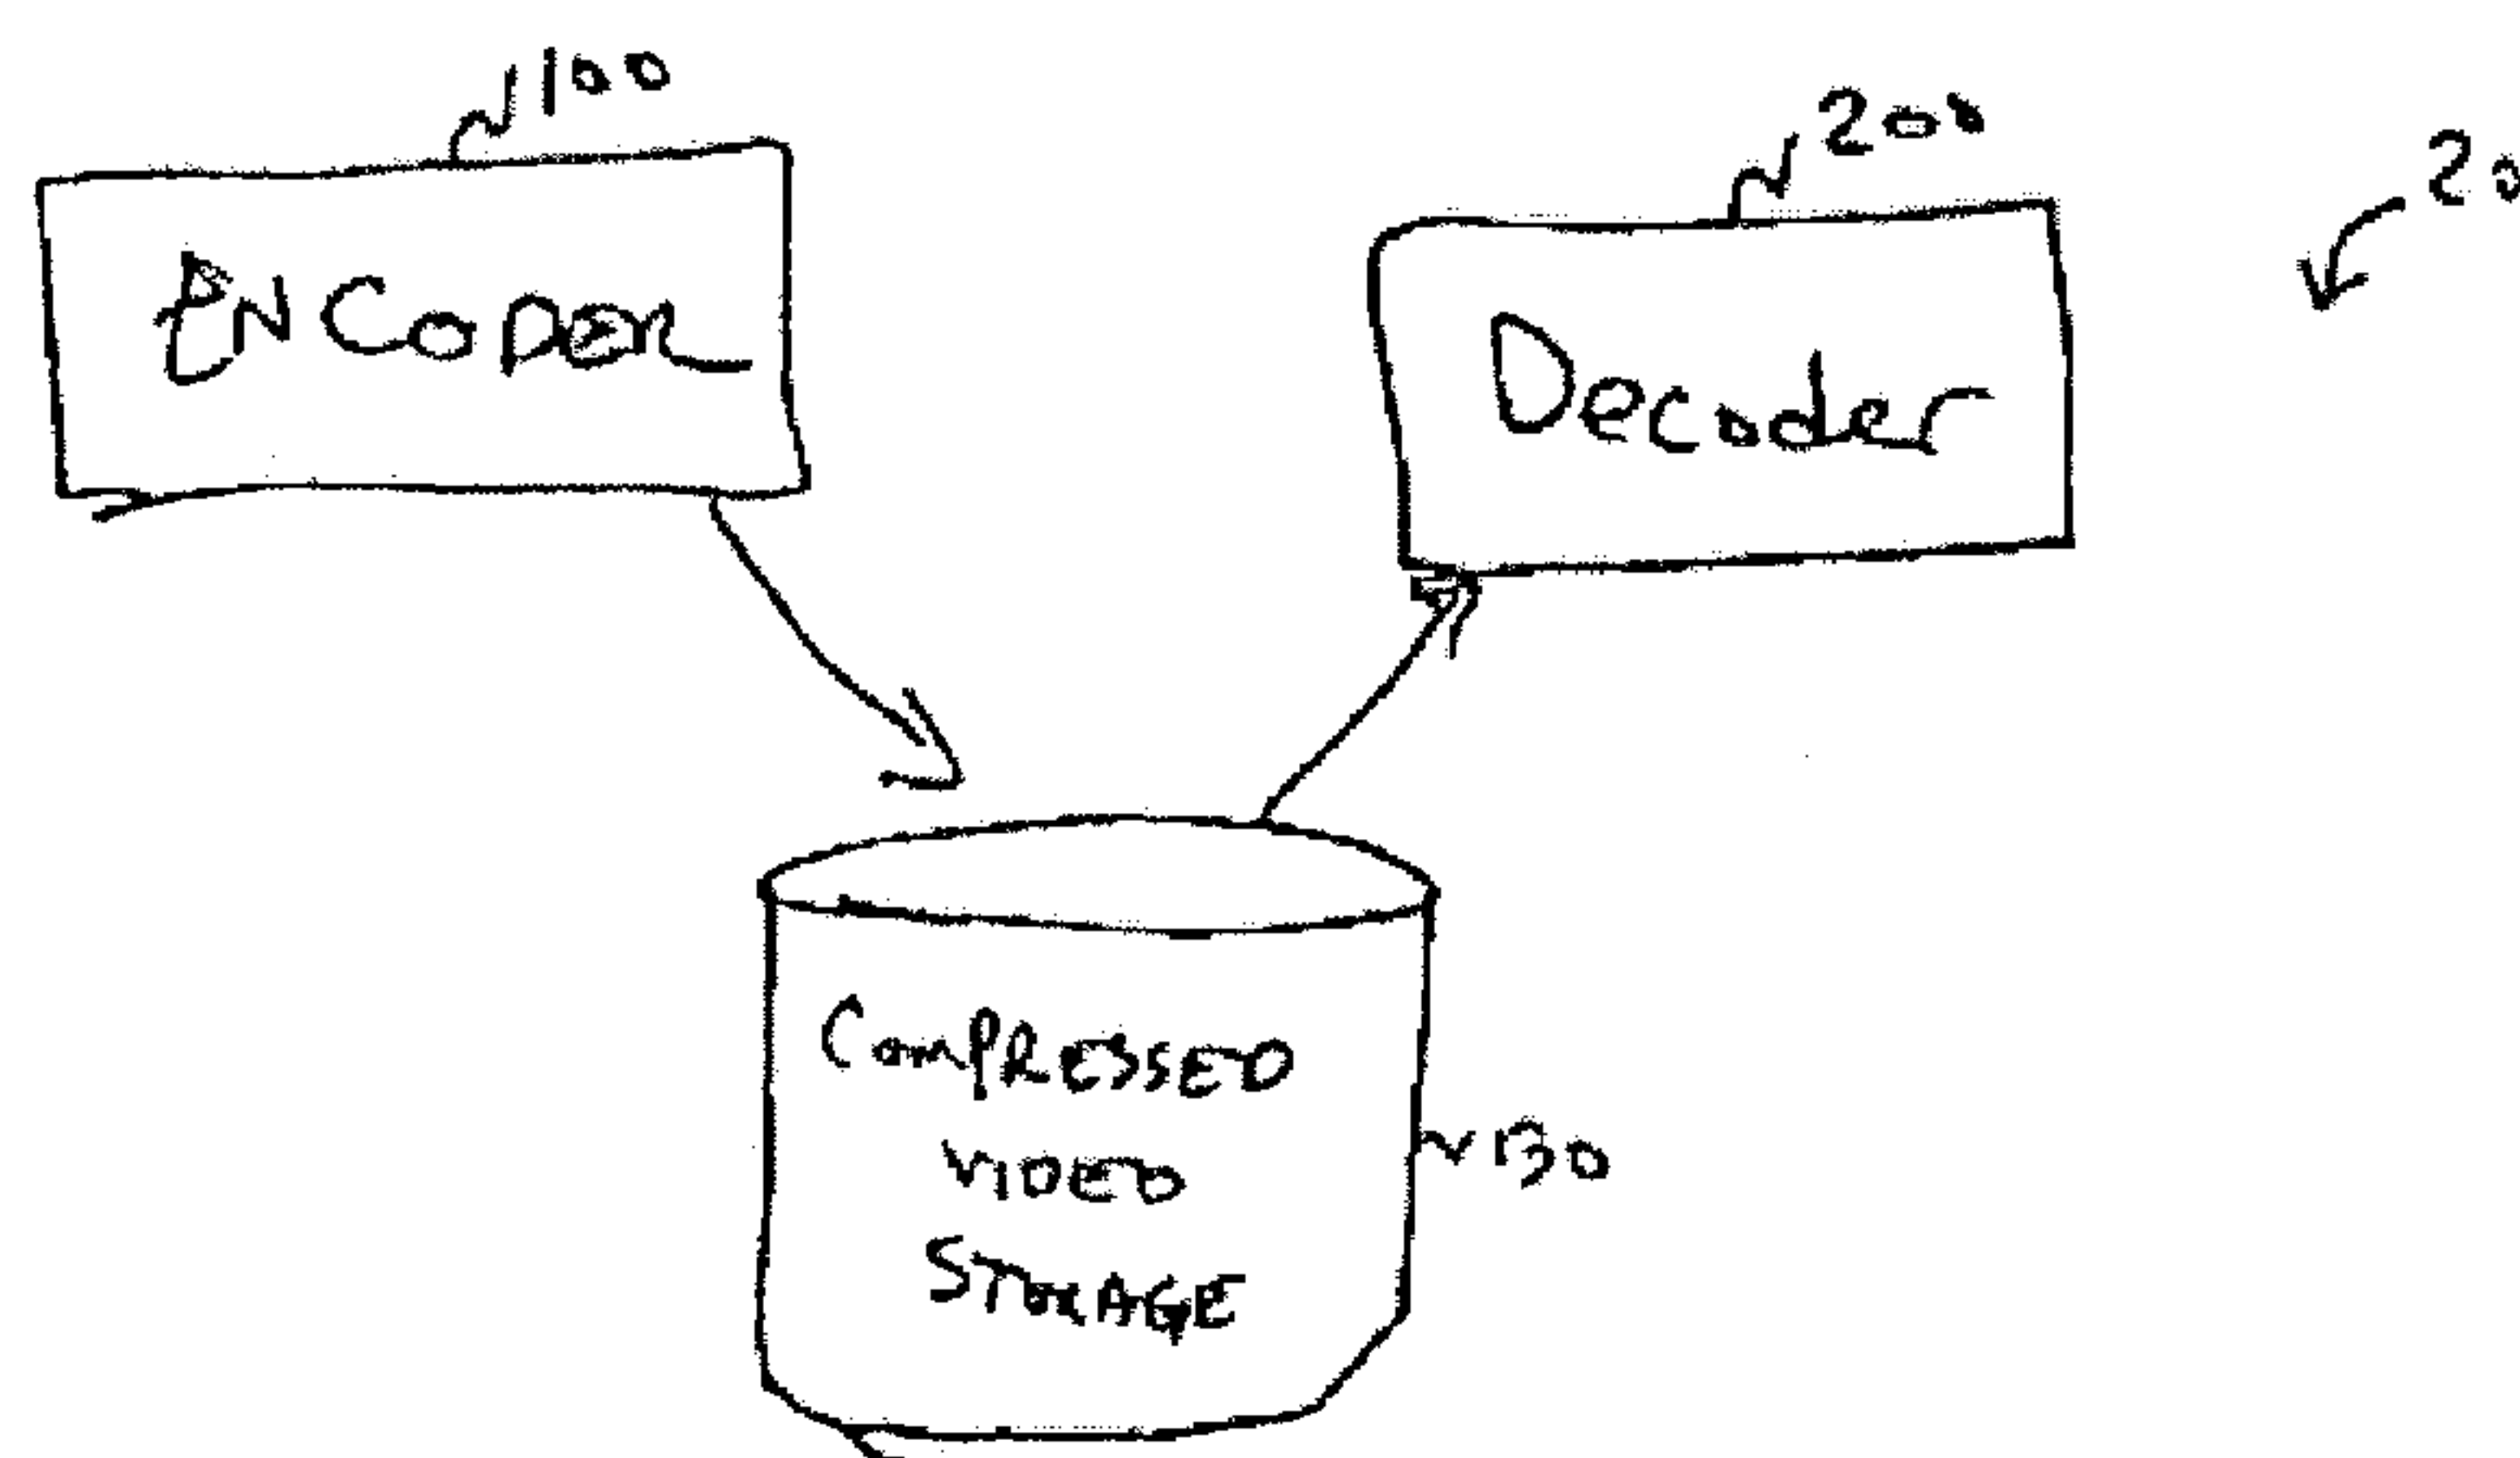 100
200
ENCODER
Decoder
COMPRESSED
VIDEO
130
STORAGE